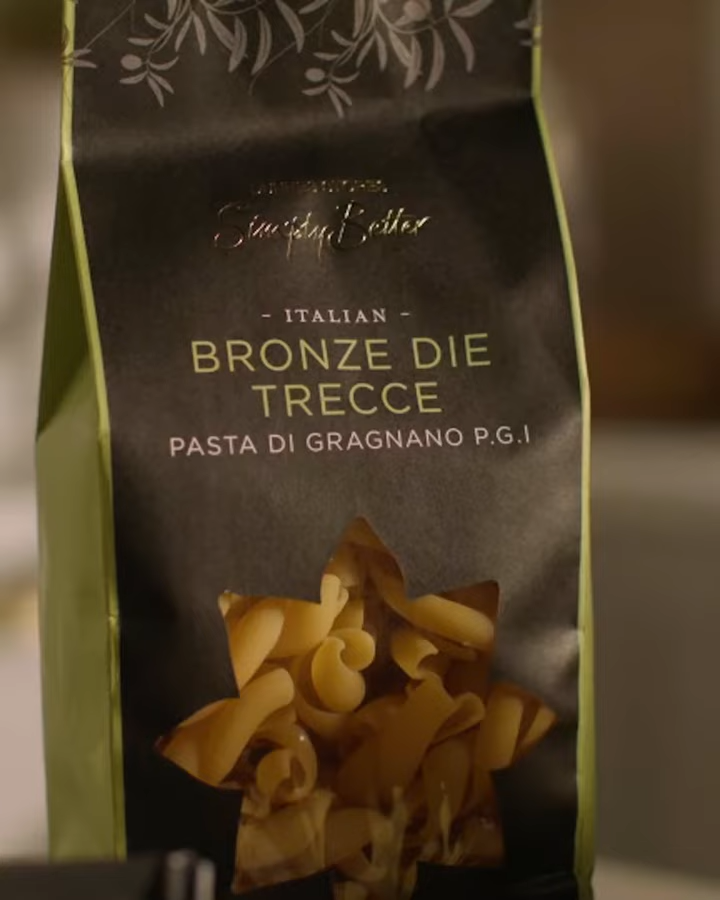 Simply Better
- ITALIAN -
BRONZE DIE
TRECCE
PASTA DI GRAGNANO P.G.I